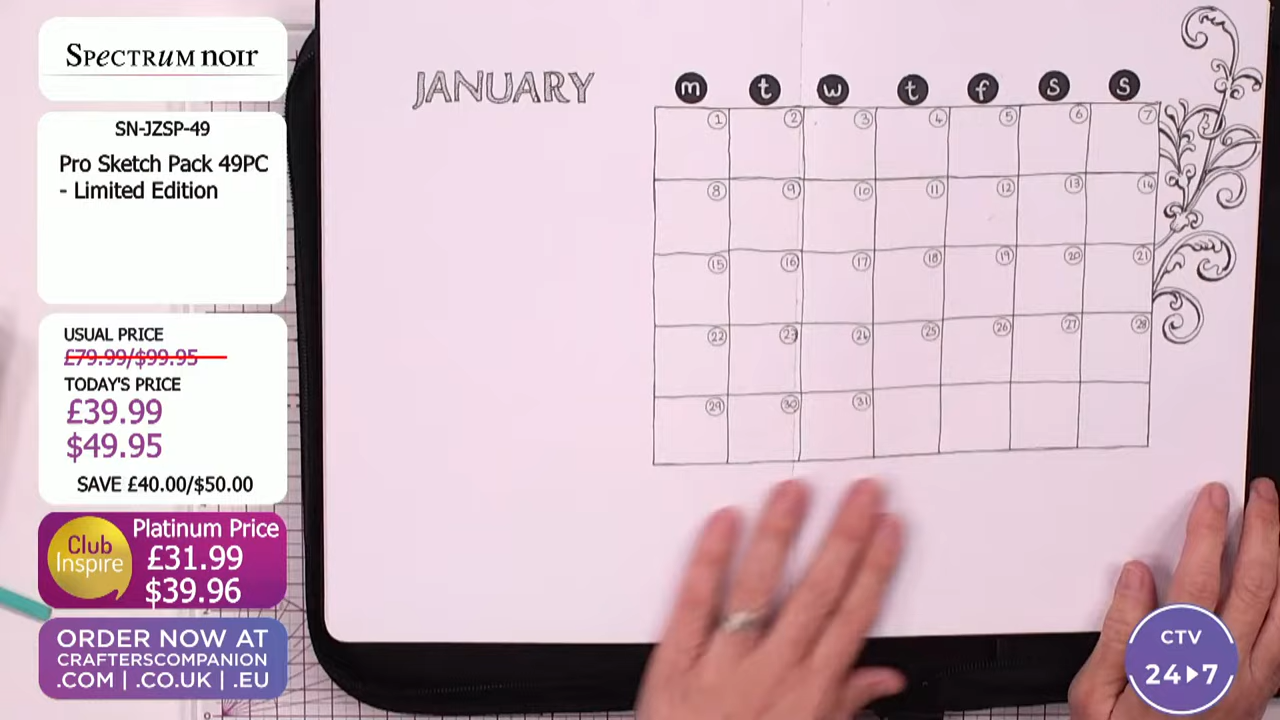 SPECTRUM NOIR
SN-JZSP-49
Pro Sketch Pack 49PC
- Limited Edition
USUAL PRICE
£79.99/$99.95
TODAY'S PRICE
£39.99
$49.95
SAVE £40.00/$50.00
Club
Inspire
Platinum Price
£31.99
$39.96
ORDER NOW AT
CRAFTERSCOMPANION
.COM | .CO.UK | .EU
JANUARY
m t w t f s s
1 2 3 4 5 6 7
8 9 10 11 12 13 14
15 16 17 18 19 20 21
22 23 26 25 26 27 28
29 30 31
CTV
24 7